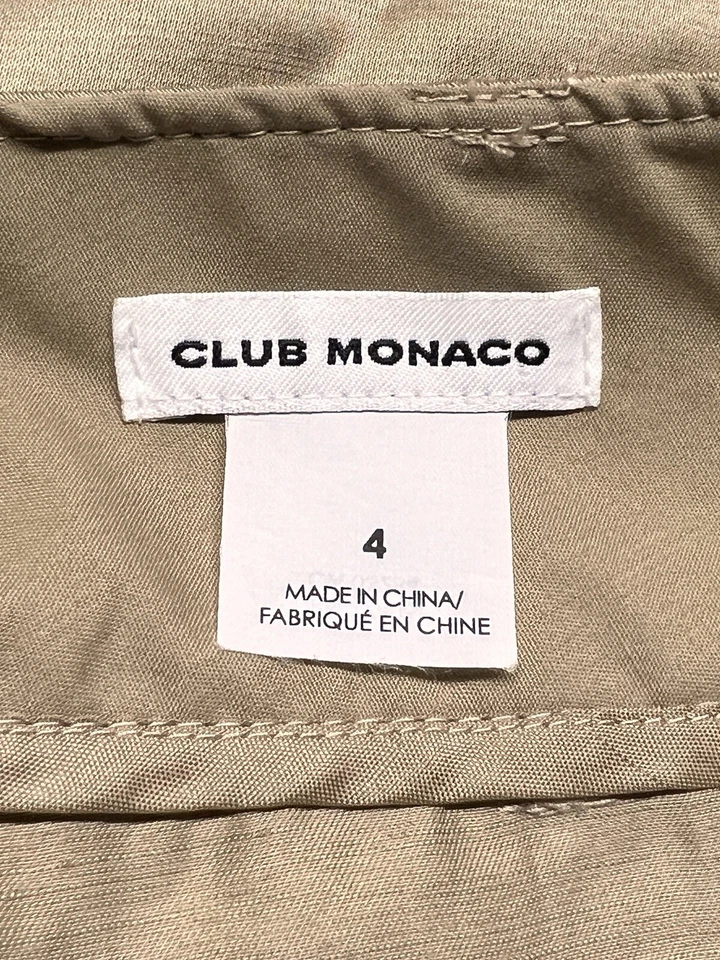 CLUB MONACO
4
MADE IN CHINA/
FABRIQUÉ EN CHINE